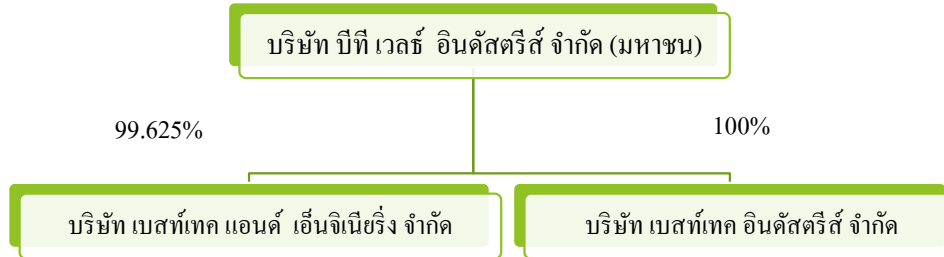 บริษัท บีที เวลธ์ อินดัสตรีส์ จำกัด (มหาชน)
99.625%
100%
บริษัท เบสท์เทค แอนด์ เอ็นจิเนียริ่ง จำกัด
บริษัท เบสท์เทค อินดัสตรีส์ จำกัด